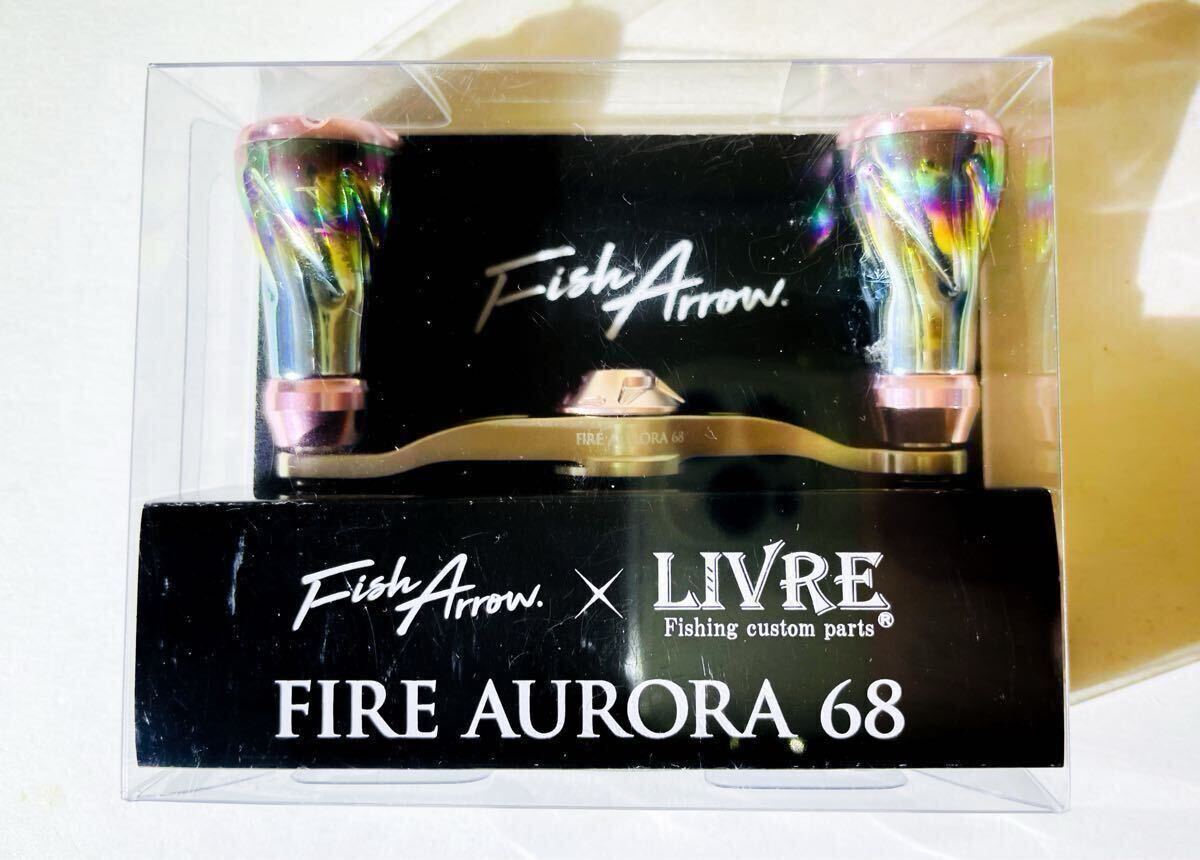 Fish Arrow.
FIRE AURORA 68
Fish Arrow. × LIVRE
Fishing custom parts®
FIRE AURORA 68